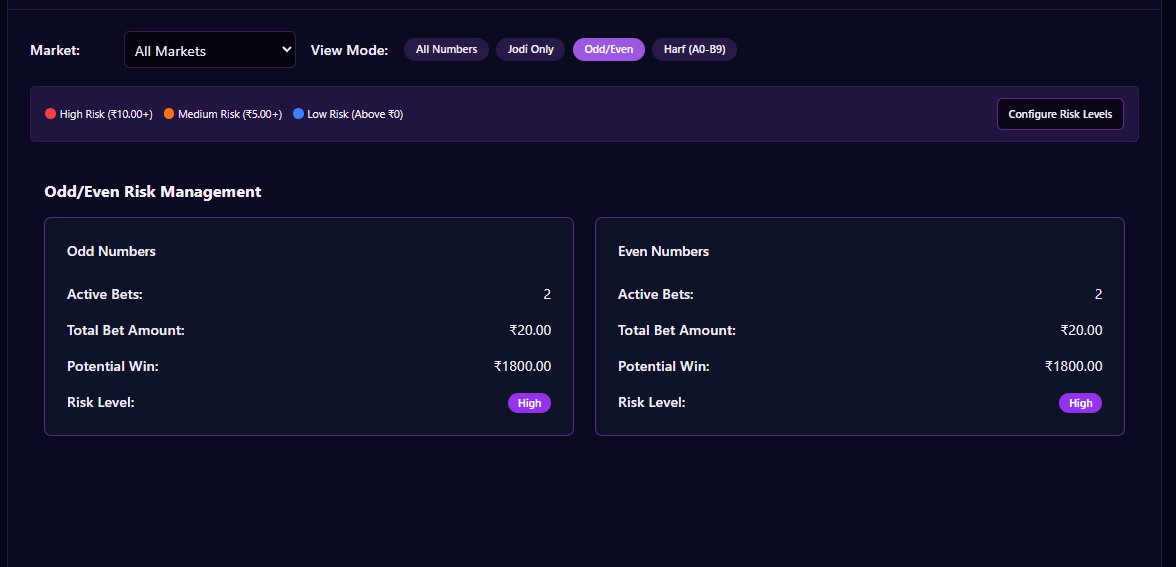 Market: All Markets View Mode: All Numbers Jodi Only Odd/Even Harf (A0-B9)
High Risk (₹10.00+) Medium Risk (₹5.00+) Low Risk (Above ₹0) Configure Risk Levels
Odd/Even Risk Management
Odd Numbers
Active Bets: 2
Total Bet Amount: ₹20.00
Potential Win: ₹1800.00
Risk Level: High
Even Numbers
Active Bets: 2
Total Bet Amount: ₹20.00
Potential Win: ₹1800.00
Risk Level: High